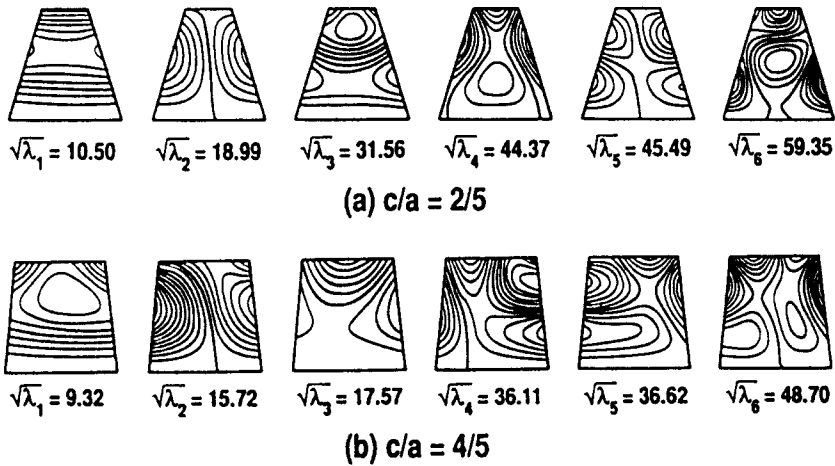 √λ1 = 10.50 √λ2 = 18.99 √λ3 = 31.56 √λ4 = 44.37 √λ5 = 45.49 √λ6 = 59.35
(a) c/a = 2/5
√λ1 = 9.32 √λ2 = 15.72 √λ3 = 17.57 √λ4 = 36.11 √λ5 = 36.62 √λ6 = 48.70
(b) c/a = 4/5